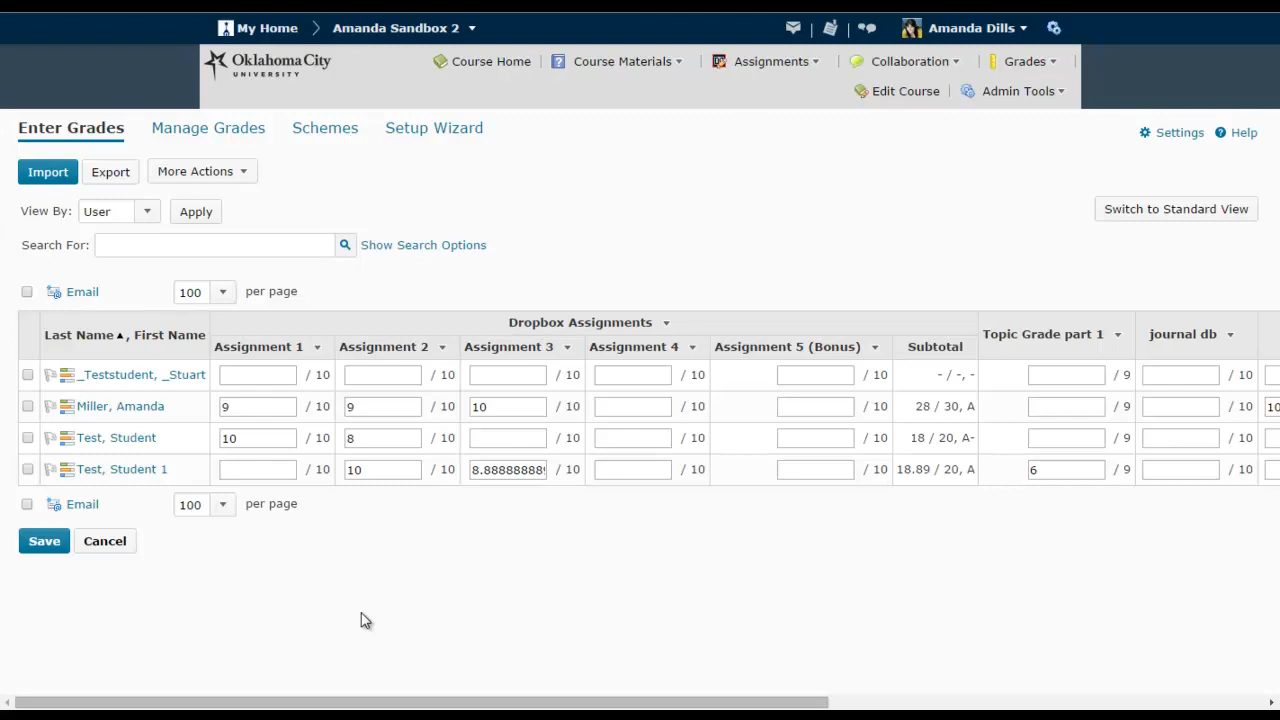 My Home Amanda Sandbox 2 Amanda Dills
Oklahoma City
UNIVERSITY
Course Home Course Materials Assignments Collaboration Grades
Edit Course Admin Tools
Enter Grades Manage Grades Schemes Setup Wizard Settings Help
Import Export More Actions
View By: User Apply Switch to Standard View
Search For: Show Search Options
Email 100 per page
Last Name ▲, First Name Dropbox Assignments Topic Grade part 1 journal db
Assignment 1 Assignment 2 Assignment 3 Assignment 4 Assignment 5 (Bonus) Subtotal
_Teststudent, _Stuart / 10 / 10 / 10 / 10 / 10 - / -, - / 9 / 10
Miller, Amanda 9 / 10 9 / 10 10 / 10 / 10 / 10 28 / 30, A / 9 / 10 10
Test, Student 10 / 10 8 / 10 / 10 / 10 / 10 18 / 20, A- / 9 / 10
Test, Student 1 / 10 10 / 10 8.888888889 / 10 / 10 / 10 18.89 / 20, A 6 / 9 / 10
Email 100 per page
Save Cancel